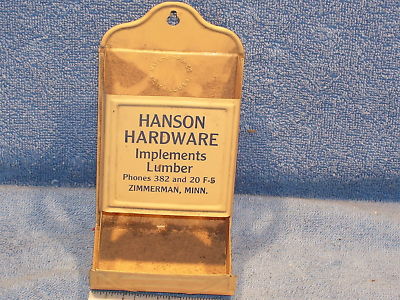 HANSON
HARDWARE
Implements
Lumber
Phones 382 and 20 F-5
ZIMMERMAN, MINN.